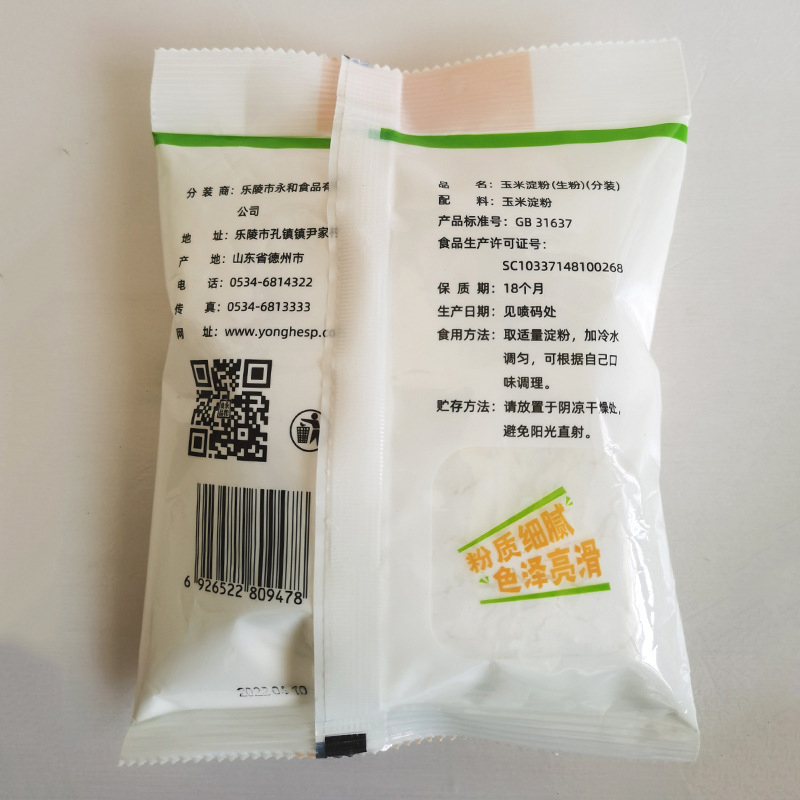 分 装 商：乐陵市永和食品有
公司
地 址：乐陵市孔镇镇尹家
产 地：山东省德州市
电 话：0534-6814322
传 真：0534-6813333
网 址：www.yonghesp.co
6 926522 809478
2022 04 10
品 名：玉米淀粉(生粉)(分装)
配 料：玉米淀粉
产品标准号：GB 31637
食品生产许可证号：
SC10337148100268
保 质 期：18个月
生产日期：见喷码处
食用方法：取适量淀粉，加冷水
调匀，可根据自己口
味调理。
贮存方法：请放置于阴凉干燥处，
避免阳光直射。
粉质细腻
色泽亮滑